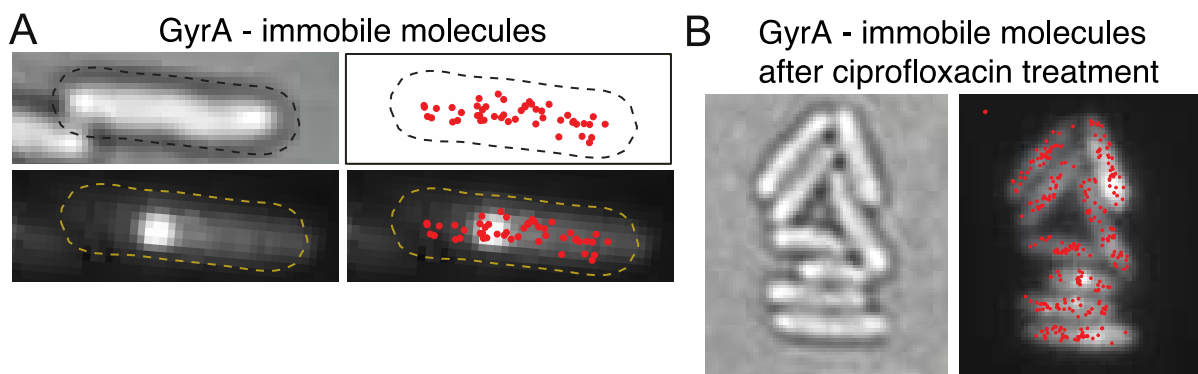 A
GyrA - immobile molecules
B
GyrA - immobile molecules
after ciprofloxacin treatment